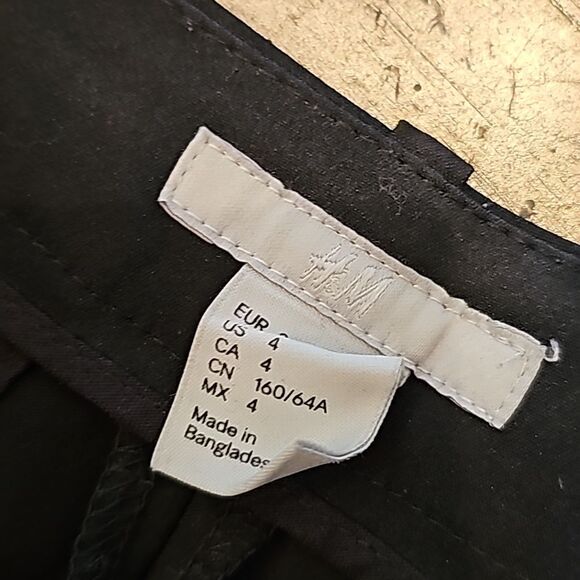 H&M
EUR
US 4
CA 4
CN 160/64A
MX 4
Made in
Banglades